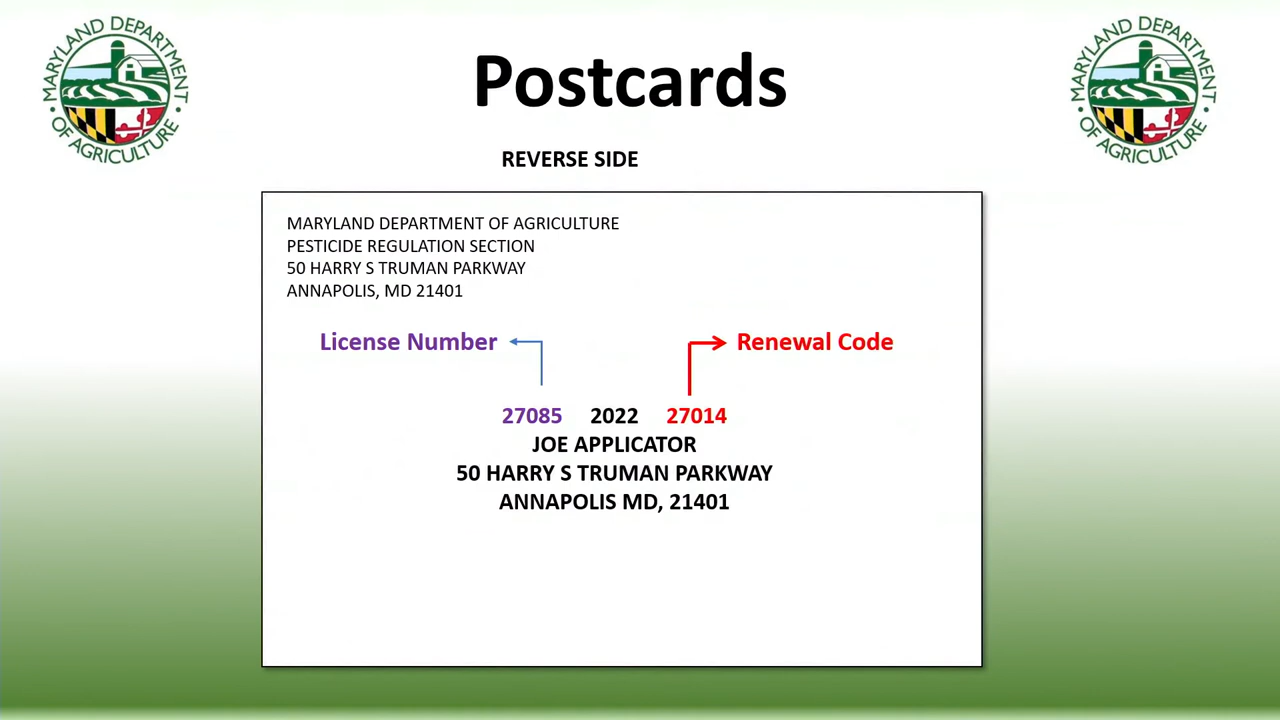 MARYLAND DEPARTMENT
OF AGRICULTURE
Postcards
MARYLAND DEPARTMENT
OF AGRICULTURE
REVERSE SIDE
MARYLAND DEPARTMENT OF AGRICULTURE
PESTICIDE REGULATION SECTION
50 HARRY S TRUMAN PARKWAY
ANNAPOLIS, MD 21401
License Number
Renewal Code
27085 2022 27014
JOE APPLICATOR
50 HARRY S TRUMAN PARKWAY
ANNAPOLIS MD, 21401